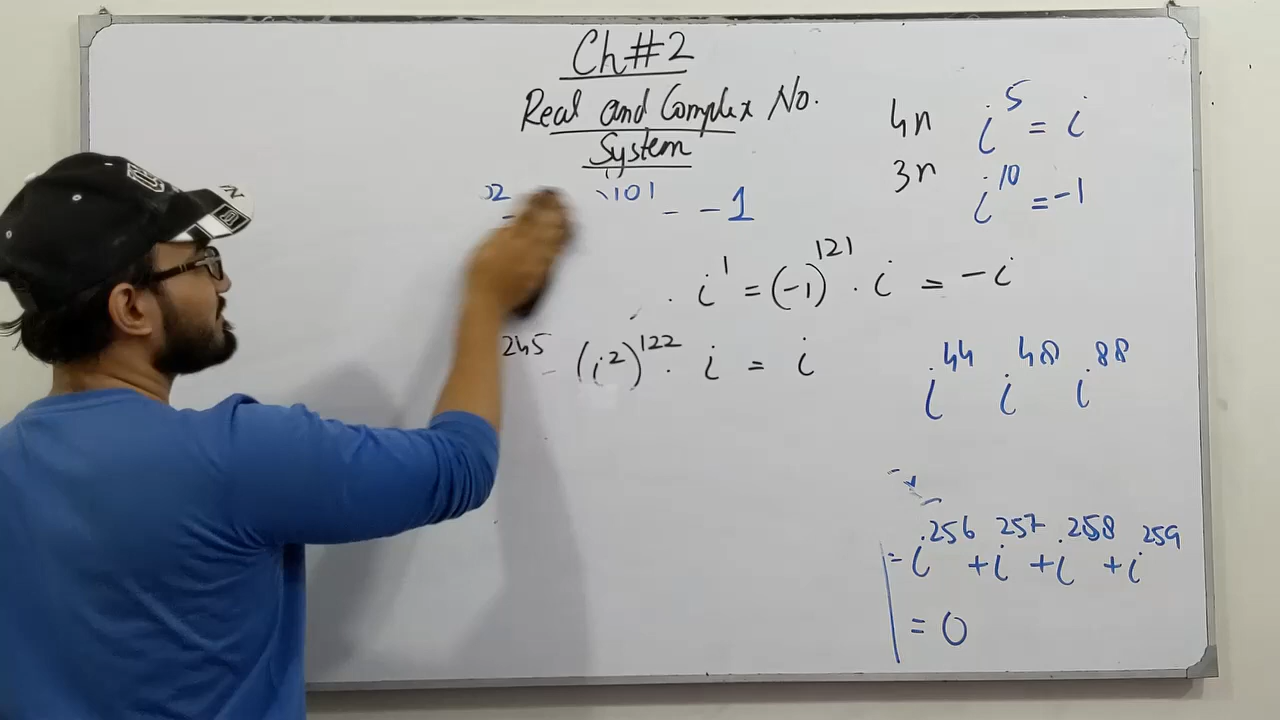 Ch#2
Real and Complex No.
System
4n i⁵ = i
3n i¹⁰ = -1
101 - -1
. i¹ = (-1)¹²¹ . i = -i
245 - (i²)¹²² . i = i
i⁴⁴ i⁴⁸ i⁸⁸
= i²⁵⁶ + i²⁵⁷ + i²⁵⁸ + i²⁵⁹
= 0